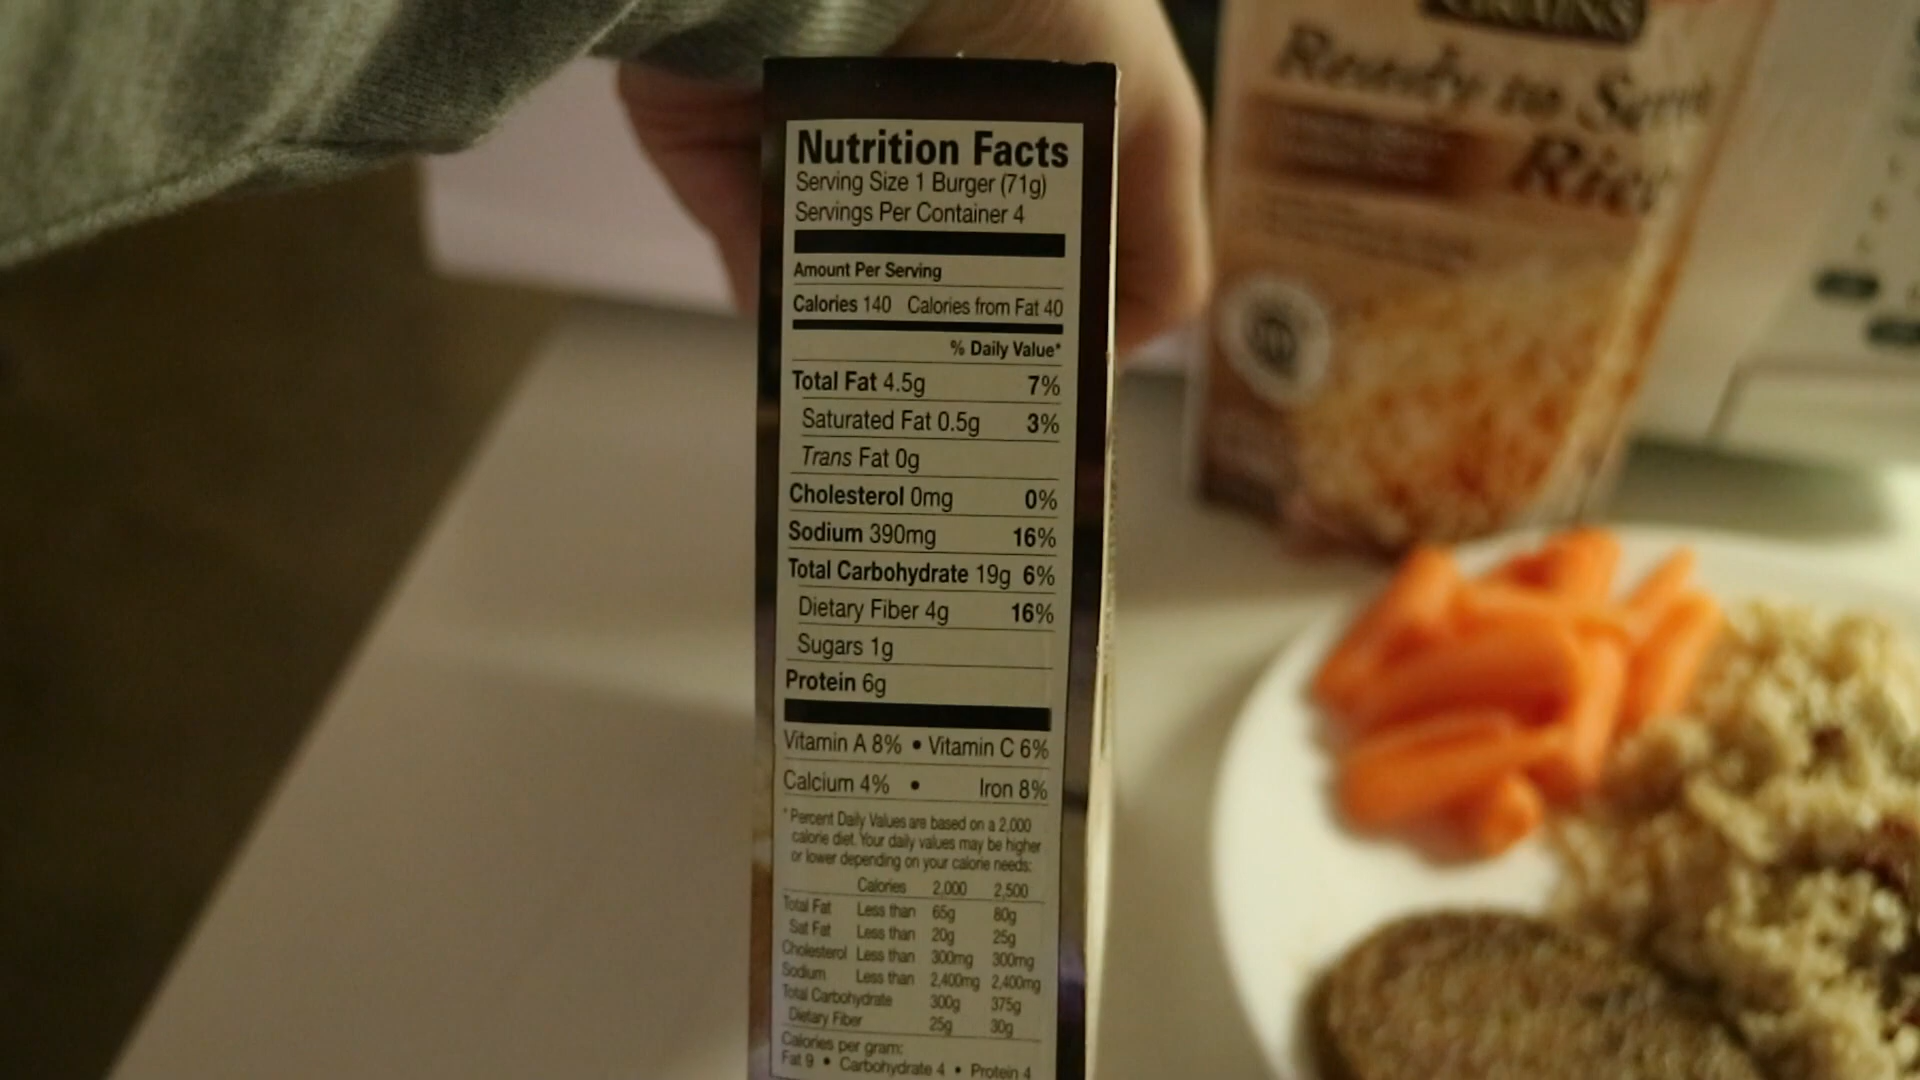 Nutrition Facts
Serving Size 1 Burger (71g)
Servings Per Container 4
Amount Per Serving
Calories 140 Calories from Fat 40
% Daily Value*
Total Fat 4.5g 7%
Saturated Fat 0.5g 3%
Trans Fat 0g
Cholesterol 0mg 0%
Sodium 390mg 16%
Total Carbohydrate 19g 6%
Dietary Fiber 4g 16%
Sugars 1g
Protein 6g
Vitamin A 8% • Vitamin C 6%
Calcium 4% • Iron 8%
*Percent Daily Values are based on a 2,000
calorie diet. Your daily values may be higher
or lower depending on your calorie needs:
Calories 2,000 2,500
Total Fat Less than 65g 80g
Sat Fat Less than 20g 25g
Cholesterol Less than 300mg 300mg
Sodium Less than 2,400mg 2,400mg
Total Carbohydrate 300g 375g
Dietary Fiber 25g 30g
Calories per gram:
Fat 9 • Carbohydrate 4 • Protein 4
GRAINS
Ready to Serve
Rice